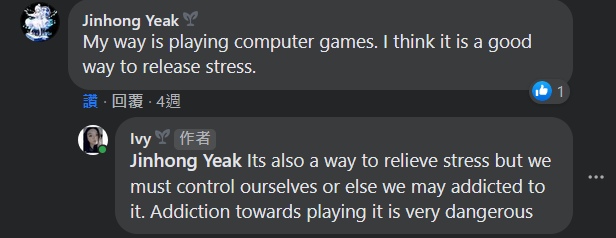 Jinhong Yeak
My way is playing computer games. I think it is a good
way to release stress.
1
讚 · 回覆 · 4週
Ivy 作者
Jinhong Yeak Its also a way to relieve stress but we
must control ourselves or else we may addicted to
it. Addiction towards playing it is very dangerous